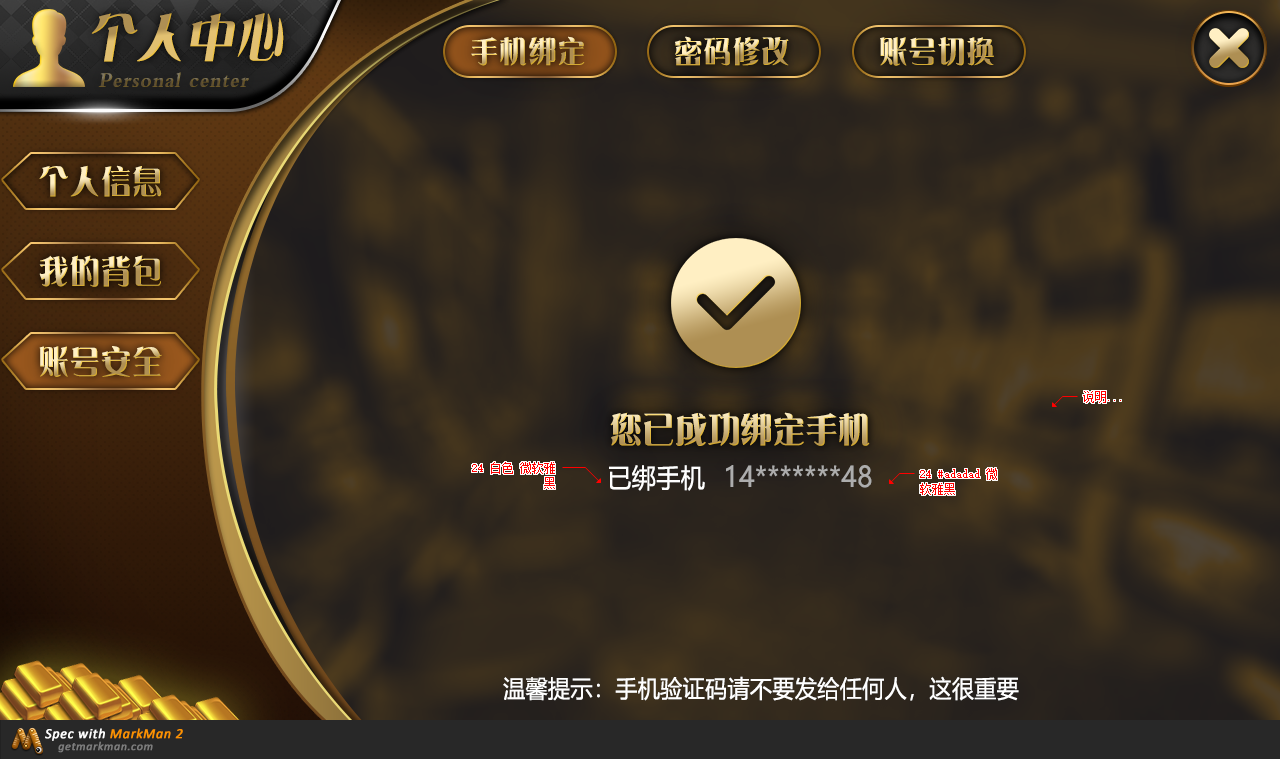 个人中心
Personal center
手机绑定
密码修改
账号切换
个人信息
我的背包
账号安全
说明...
您已成功绑定手机
24 白色 微软雅
黑
已绑手机 14*******48
24 #adadad 微
软雅黑
温馨提示：手机验证码请不要发给任何人，这很重要
Spec with MarkMan 2
getmarkman.com